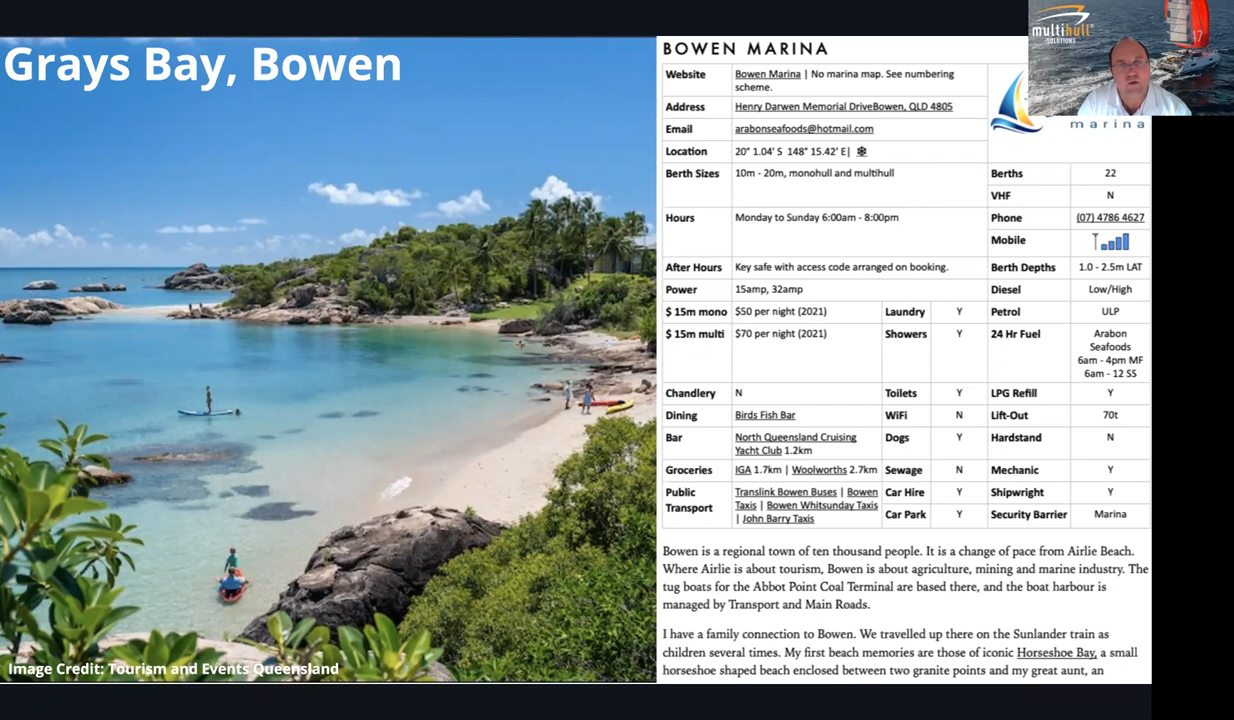 Grays Bay, Bowen
Image Credit: Tourism and Events Queensland
multihull
SOLUTIONS
47
BOWEN MARINA
Website Bowen Marina | No marina map. See numbering
scheme.
Address Henry Darwen Memorial DriveBowen, QLD 4805
Email arabonseafoods@hotmail.com
Location 20° 1.04' S 148° 15.42' E|
marina
Berth Sizes 10m - 20m, monohull and multihull Berths 22
VHF N
Hours Monday to Sunday 6:00am - 8:00pm Phone (07) 4786 4627
Mobile
After Hours Key safe with access code arranged on booking. Berth Depths 1.0 - 2.5m LAT
Power 15amp, 32amp Diesel Low/High
$ 15m mono $50 per night (2021) Laundry Y Petrol ULP
$ 15m multi $70 per night (2021) Showers Y 24 Hr Fuel Arabon
Seafoods
6am - 4pm MF
6am - 12 SS
Chandlery N Toilets Y LPG Refill Y
Dining Birds Fish Bar WiFi N Lift-Out 70t
Bar North Queensland Cruising Dogs Y Hardstand N
Yacht Club 1.2km
Groceries IGA 1.7km | Woolworths 2.7km Sewage N Mechanic Y
Public Translink Bowen Buses | Bowen Car Hire Y Shipwright Y
Transport Taxis | Bowen Whitsunday Taxis
| John Barry Taxis Car Park Y Security Barrier Marina
Bowen is a regional town of ten thousand people. It is a change of pace from Airlie Beach.
Where Airlie is about tourism, Bowen is about agriculture, mining and marine industry. The
tug boats for the Abbot Point Coal Terminal are based there, and the boat harbour is
managed by Transport and Main Roads.
I have a family connection to Bowen. We travelled up there on the Sunlander train as
children several times. My first beach memories are those of iconic Horseshoe Bay, a small
horseshoe shaped beach enclosed between two granite points and my great aunt, an